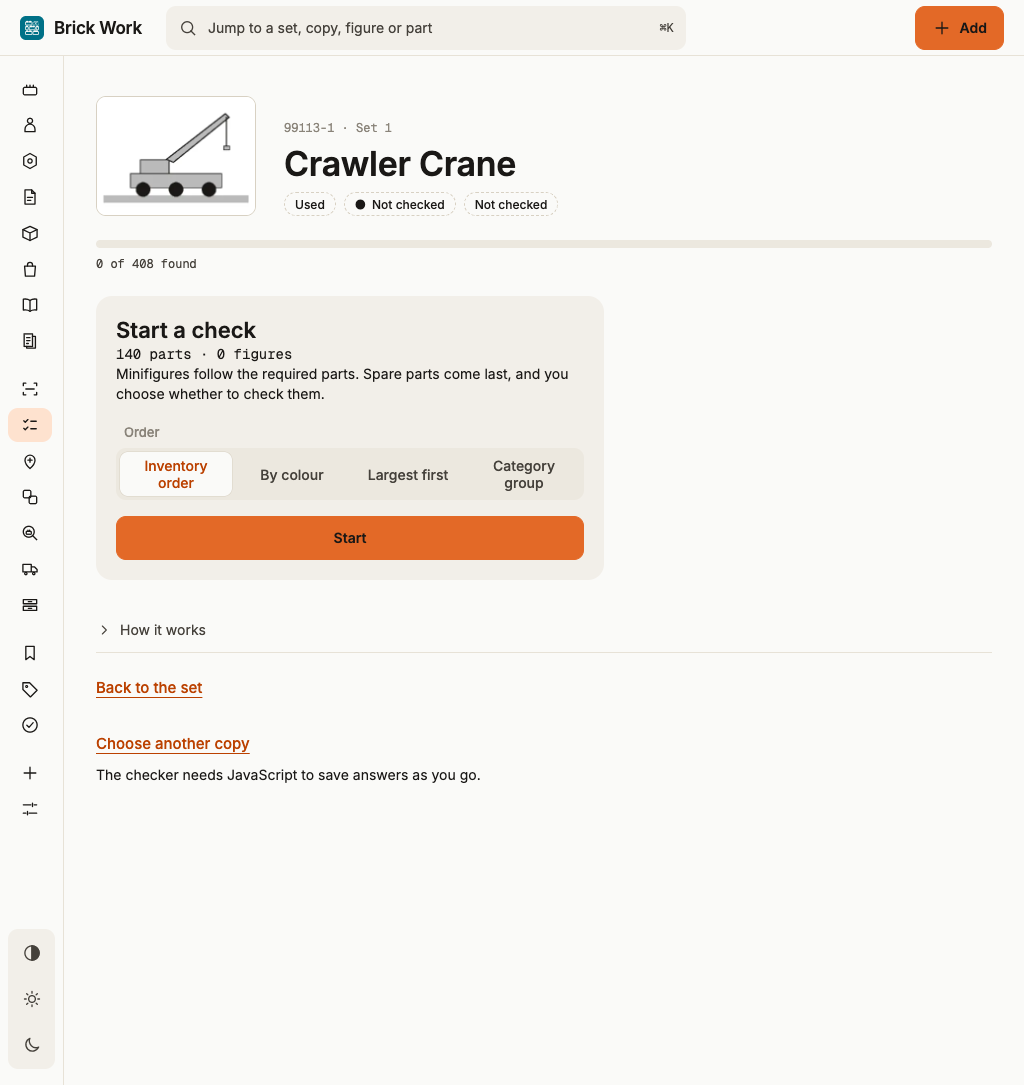 Brick Work
Jump to a set, copy, figure or part
⌘K
Add
99113-1 · Set 1
Crawler Crane
Used
Not checked
Not checked
0 of 408 found
Start a check
140 parts · 0 figures
Minifigures follow the required parts. Spare parts come last, and you
choose whether to check them.
Order
Inventory
order
By colour
Largest first
Category
group
Start
How it works
Back to the set
Choose another copy
The checker needs JavaScript to save answers as you go.